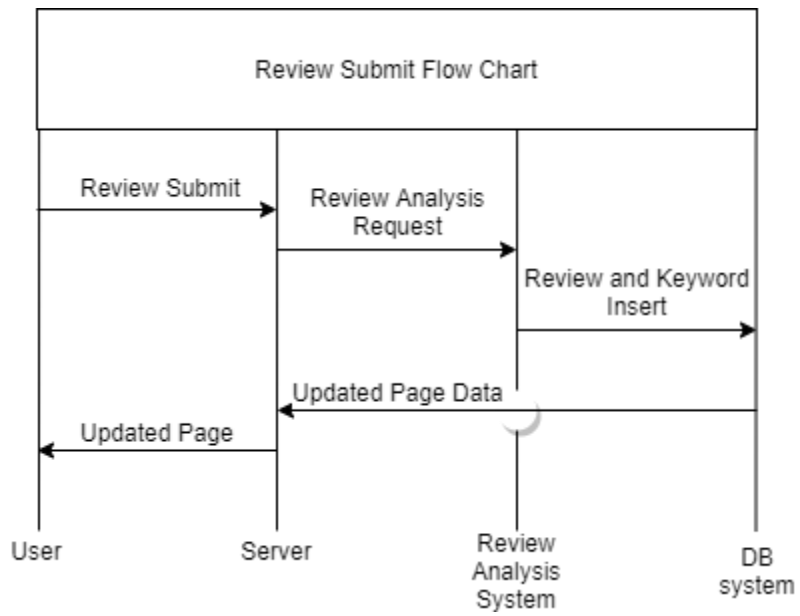 Review Submit Flow Chart
Review Submit
Review Analysis
Request
Review and Keyword
Insert
Updated Page Data
Updated Page
User
Server
Review
Analysis
System
DB
system